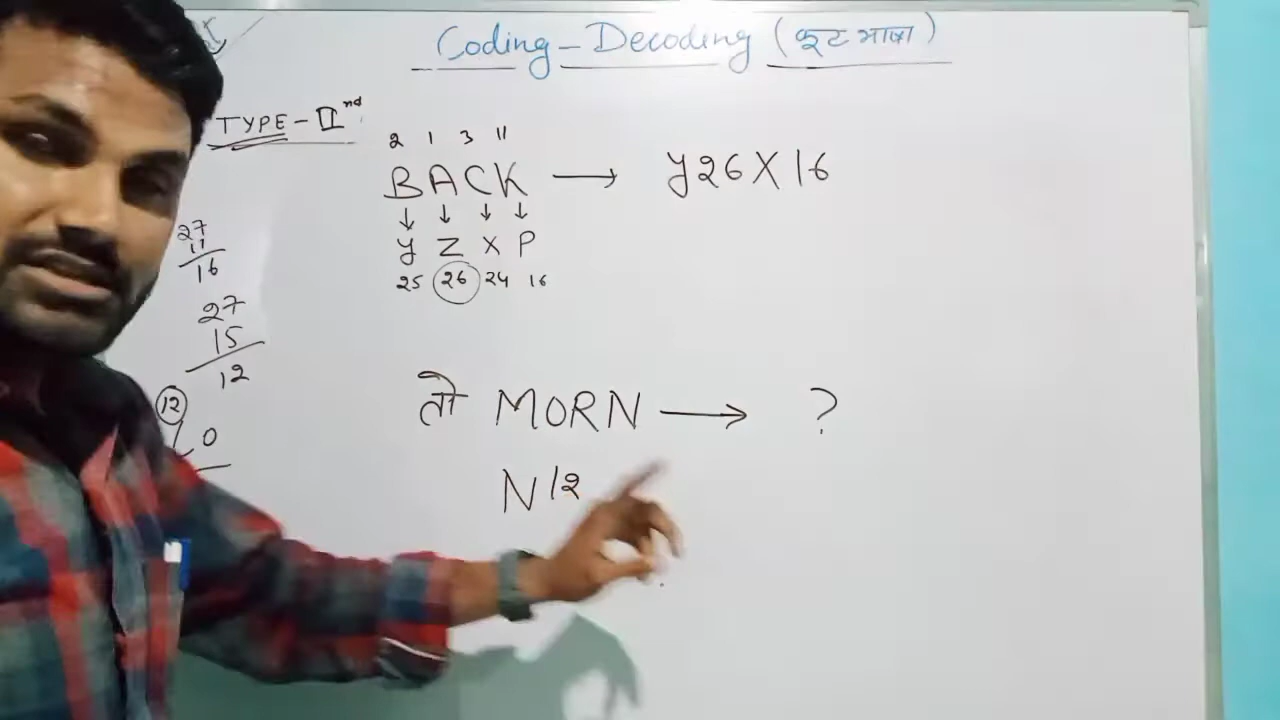 Coding - Decoding (कूट भाषा)
TYPE - IInd
2 1 3 11
BACK → Y26X16
↓ ↓ ↓ ↓
Y Z X P
25 26 24 16
27
11
16
27
15
12
तो MORN → ?
12
0
N 12